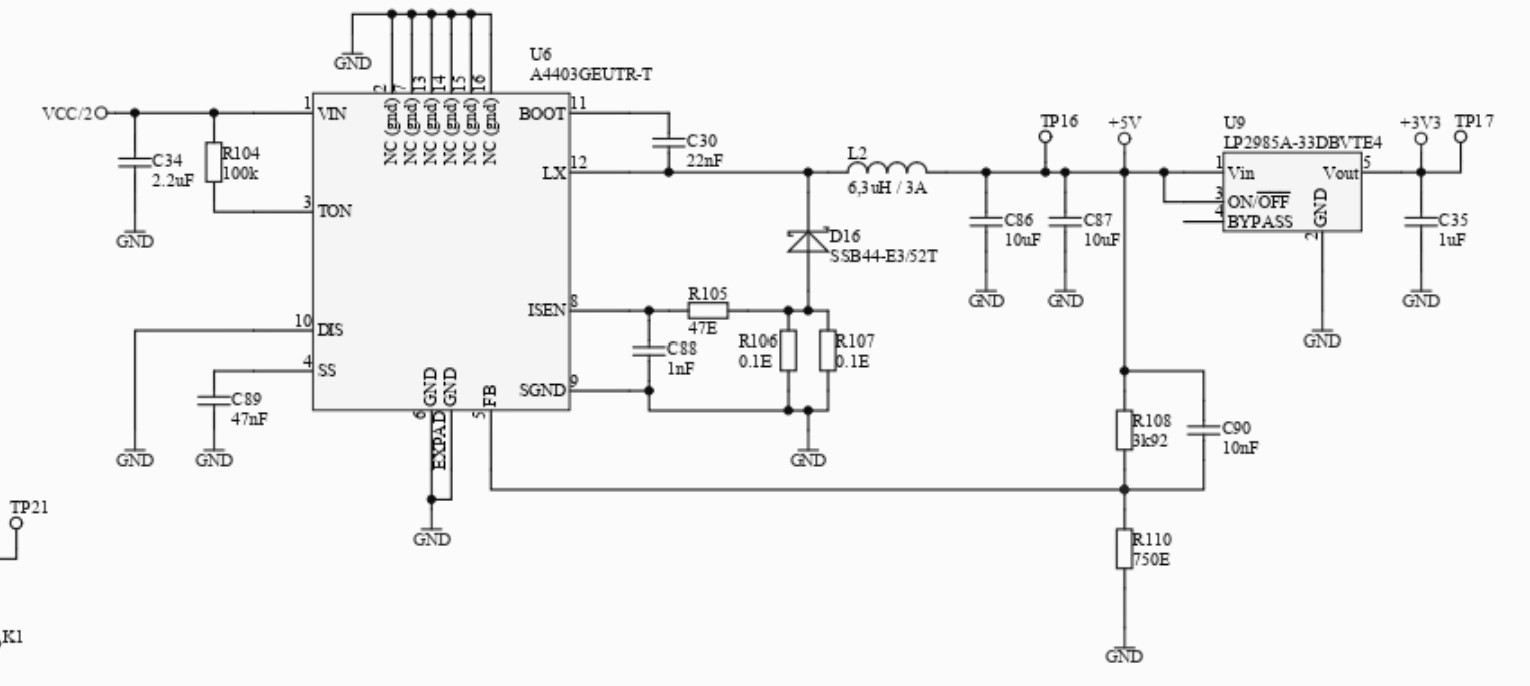 GND
U6
A4403GEUTR-T
2
7
13
14
15
16
NC (gnd)
NC (gnd)
NC (gnd)
NC (gnd)
NC (gnd)
NC (gnd)
VCC/2
1
VIN
BOOT
11
C34
2.2uF
R104
100k
C30
22nF
LX
12
3
TON
GND
L2
6,3uH / 3A
TP16
+5V
U9
LP2985A-33DBVTE4
+3V3
TP17
1
Vin
Vout
5
3
ON/OFF
4
BYPASS
GND
2
C86
10uF
C87
10uF
C35
1uF
GND
GND
GND
GND
D16
SSB44-E3/52T
ISEN
8
R105
47E
C88
1nF
R106
0.1E
R107
0.1E
10
DIS
4
SS
C89
47nF
SGND
9
GND
GND
FB
6
EXPAD
5
GND
GND
GND
GND
R108
3k92
C90
10nF
R110
750E
GND
TP21
K1